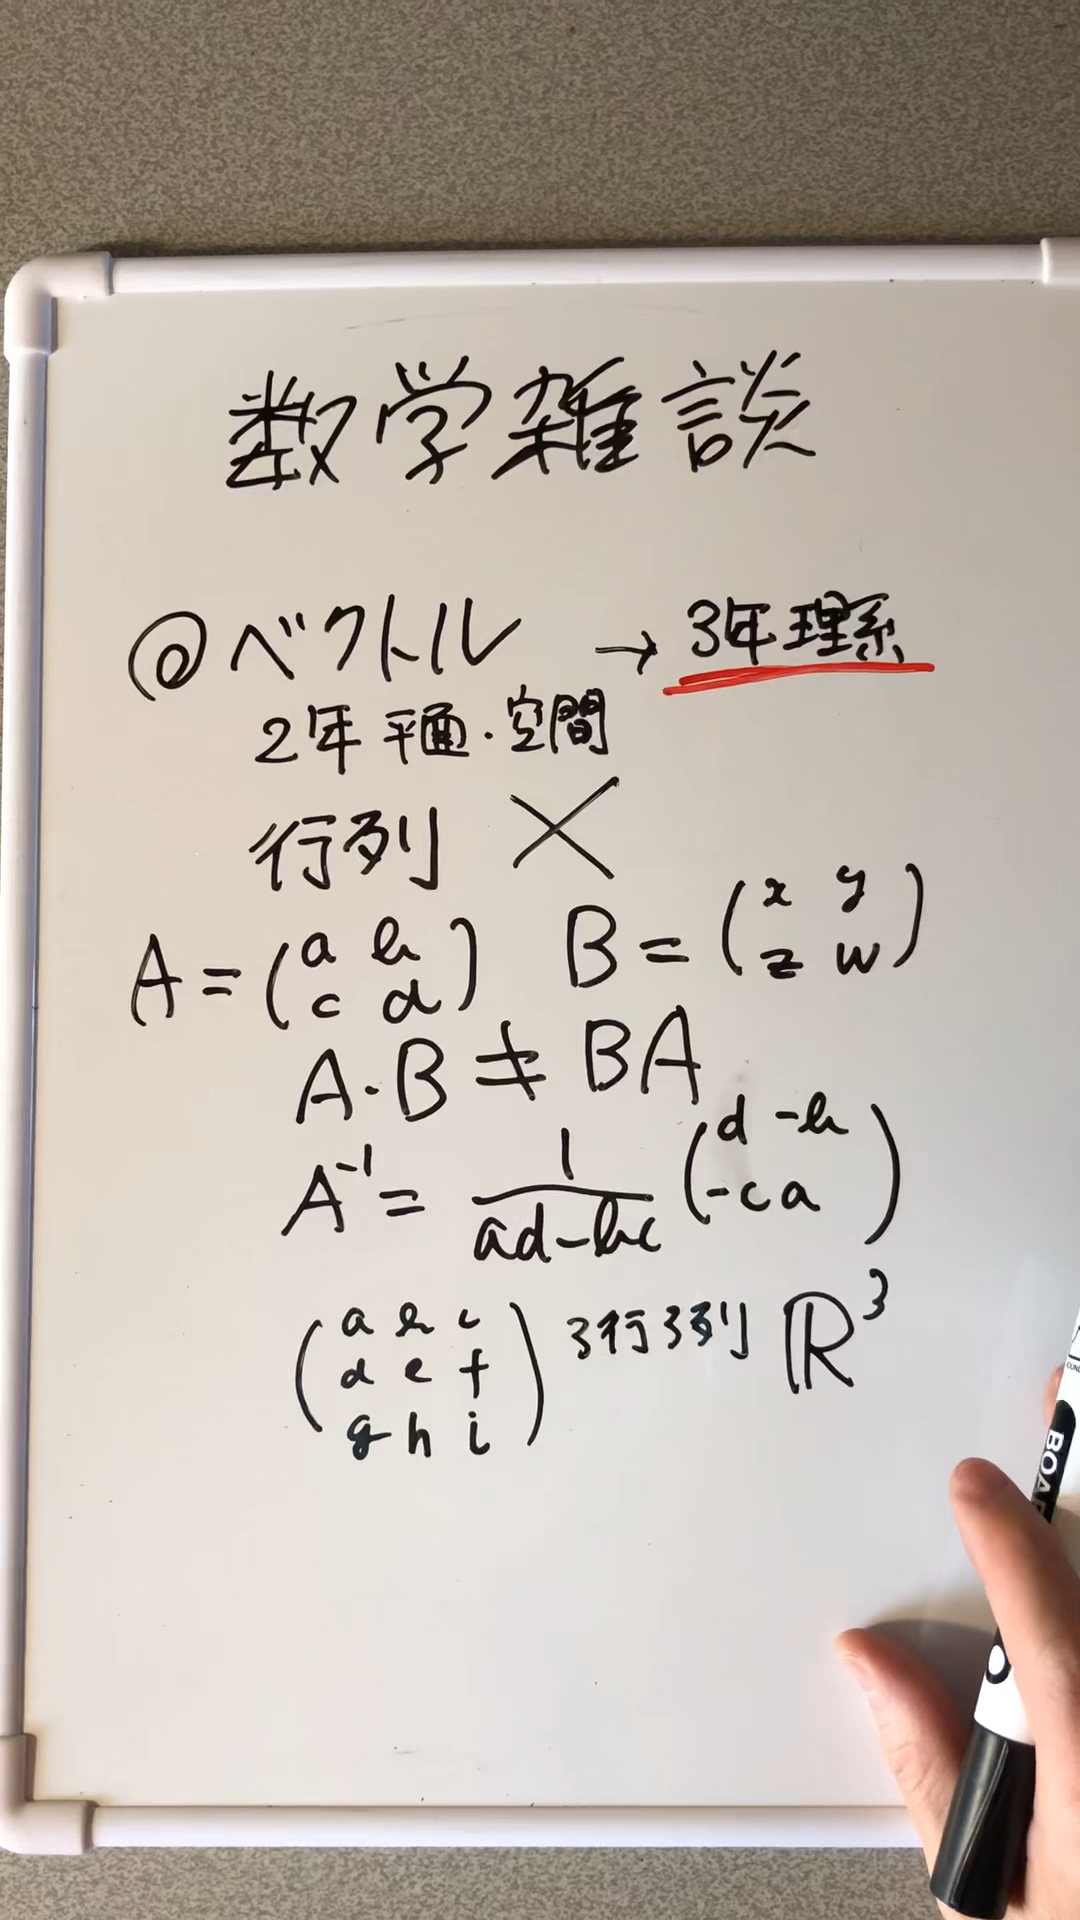 数学雑談
@ベクトル → 3年理系
2年 平面・空間
行列 ×
A = (a b
c d) B = (x y
z w)
A・B ≠ BA
A⁻¹ = 1/(ad-bc) (d -b
-c a)
(a b c
d e f
g h i) 3行3列 ℝ³
BOA